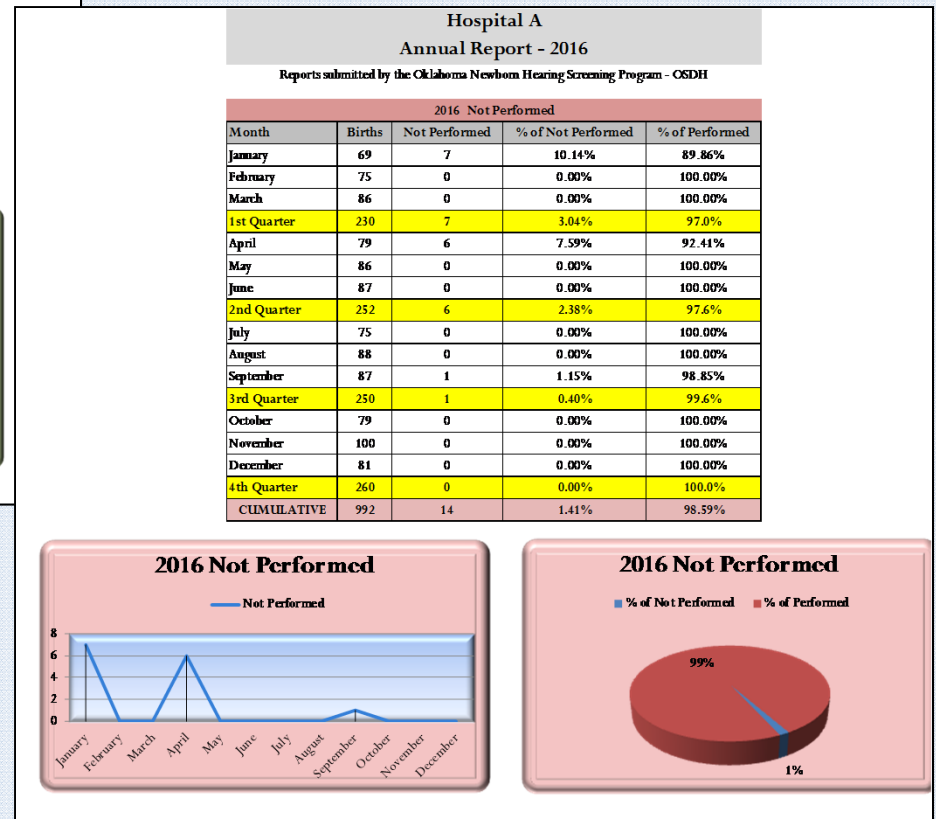 Hospital A
Annual Report - 2016
Reports submitted by the Oklahoma Newborn Hearing Screening Program - OSDH
2016 Not Performed
Month Births Not Performed % of Not Performed % of Performed
January 69 7 10.14% 89.86%
February 75 0 0.00% 100.00%
March 86 0 0.00% 100.00%
1st Quarter 230 7 3.04% 97.0%
April 79 6 7.59% 92.41%
May 86 0 0.00% 100.00%
June 87 0 0.00% 100.00%
2nd Quarter 252 6 2.38% 97.6%
July 75 0 0.00% 100.00%
August 88 0 0.00% 100.00%
September 87 1 1.15% 98.85%
3rd Quarter 250 1 0.40% 99.6%
October 79 0 0.00% 100.00%
November 100 0 0.00% 100.00%
December 81 0 0.00% 100.00%
4th Quarter 260 0 0.00% 100.0%
CUMULATIVE 992 14 1.41% 98.59%
2016 Not Performed
Not Performed
8
6
4
2
0
January February March April May June July August September October November December
2016 Not Performed
% of Not Performed % of Performed
99%
1%